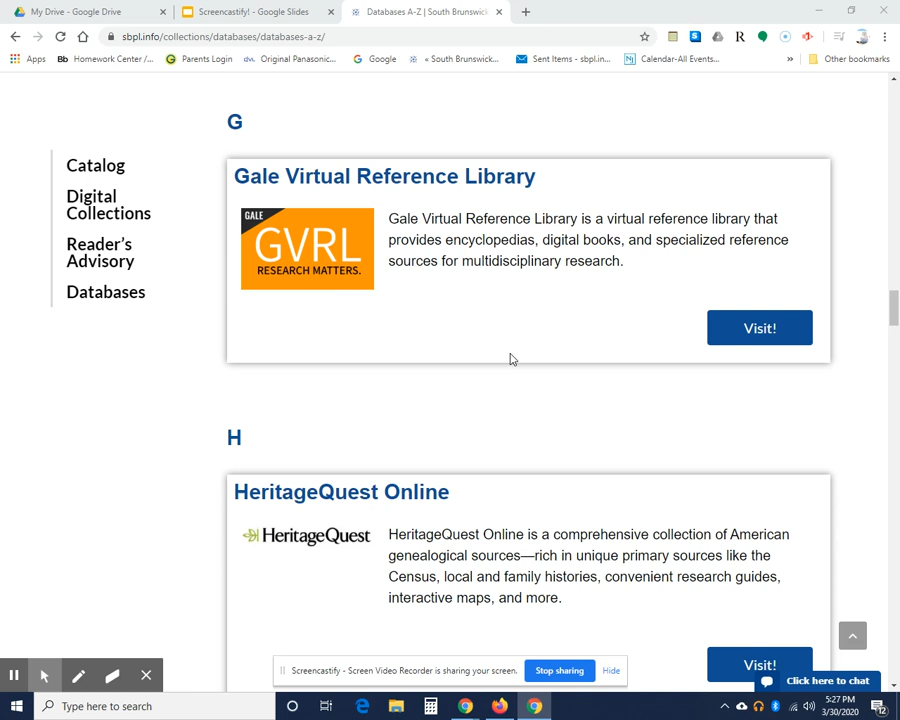 My Drive - Google Drive
Screencastify! - Google Slides
Databases A-Z | South Brunswick
sbpl.info/collections/databases/databases-a-z/
Apps
Bb Homework Center /...
Parents Login
Original Panasonic...
Google
« South Brunswick...
Sent Items - sbpl.in...
Calendar-All Events...
»
Other bookmarks
G
Catalog
Digital
Collections
Reader's
Advisory
Databases
Gale Virtual Reference Library
GALE
GVRL
RESEARCH MATTERS.
Gale Virtual Reference Library is a virtual reference library that
provides encyclopedias, digital books, and specialized reference
sources for multidisciplinary research.
Visit!
H
HeritageQuest Online
HeritageQuest
HeritageQuest Online is a comprehensive collection of American
genealogical sources—rich in unique primary sources like the
Census, local and family histories, convenient research guides,
interactive maps, and more.
Visit!
Screencastify - Screen Video Recorder is sharing your screen.
Stop sharing
Hide
Click here to chat
Type here to search
5:27 PM
3/30/2020
12